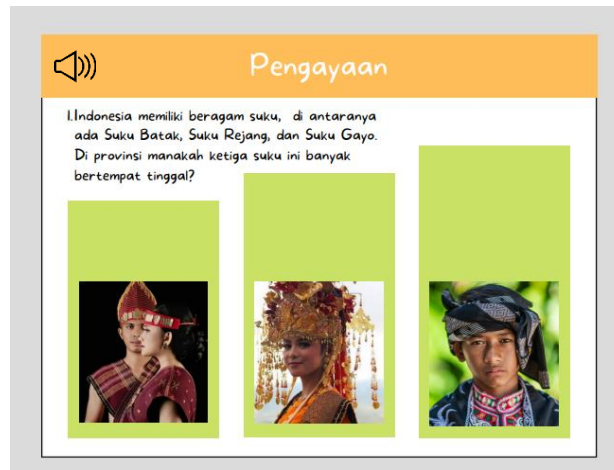 Pengayaan
1.Indonesia memiliki beragam suku, di antaranya
ada Suku Batak, Suku Rejang, dan Suku Gayo.
Di provinsi manakah ketiga suku ini banyak
bertempat tinggal?